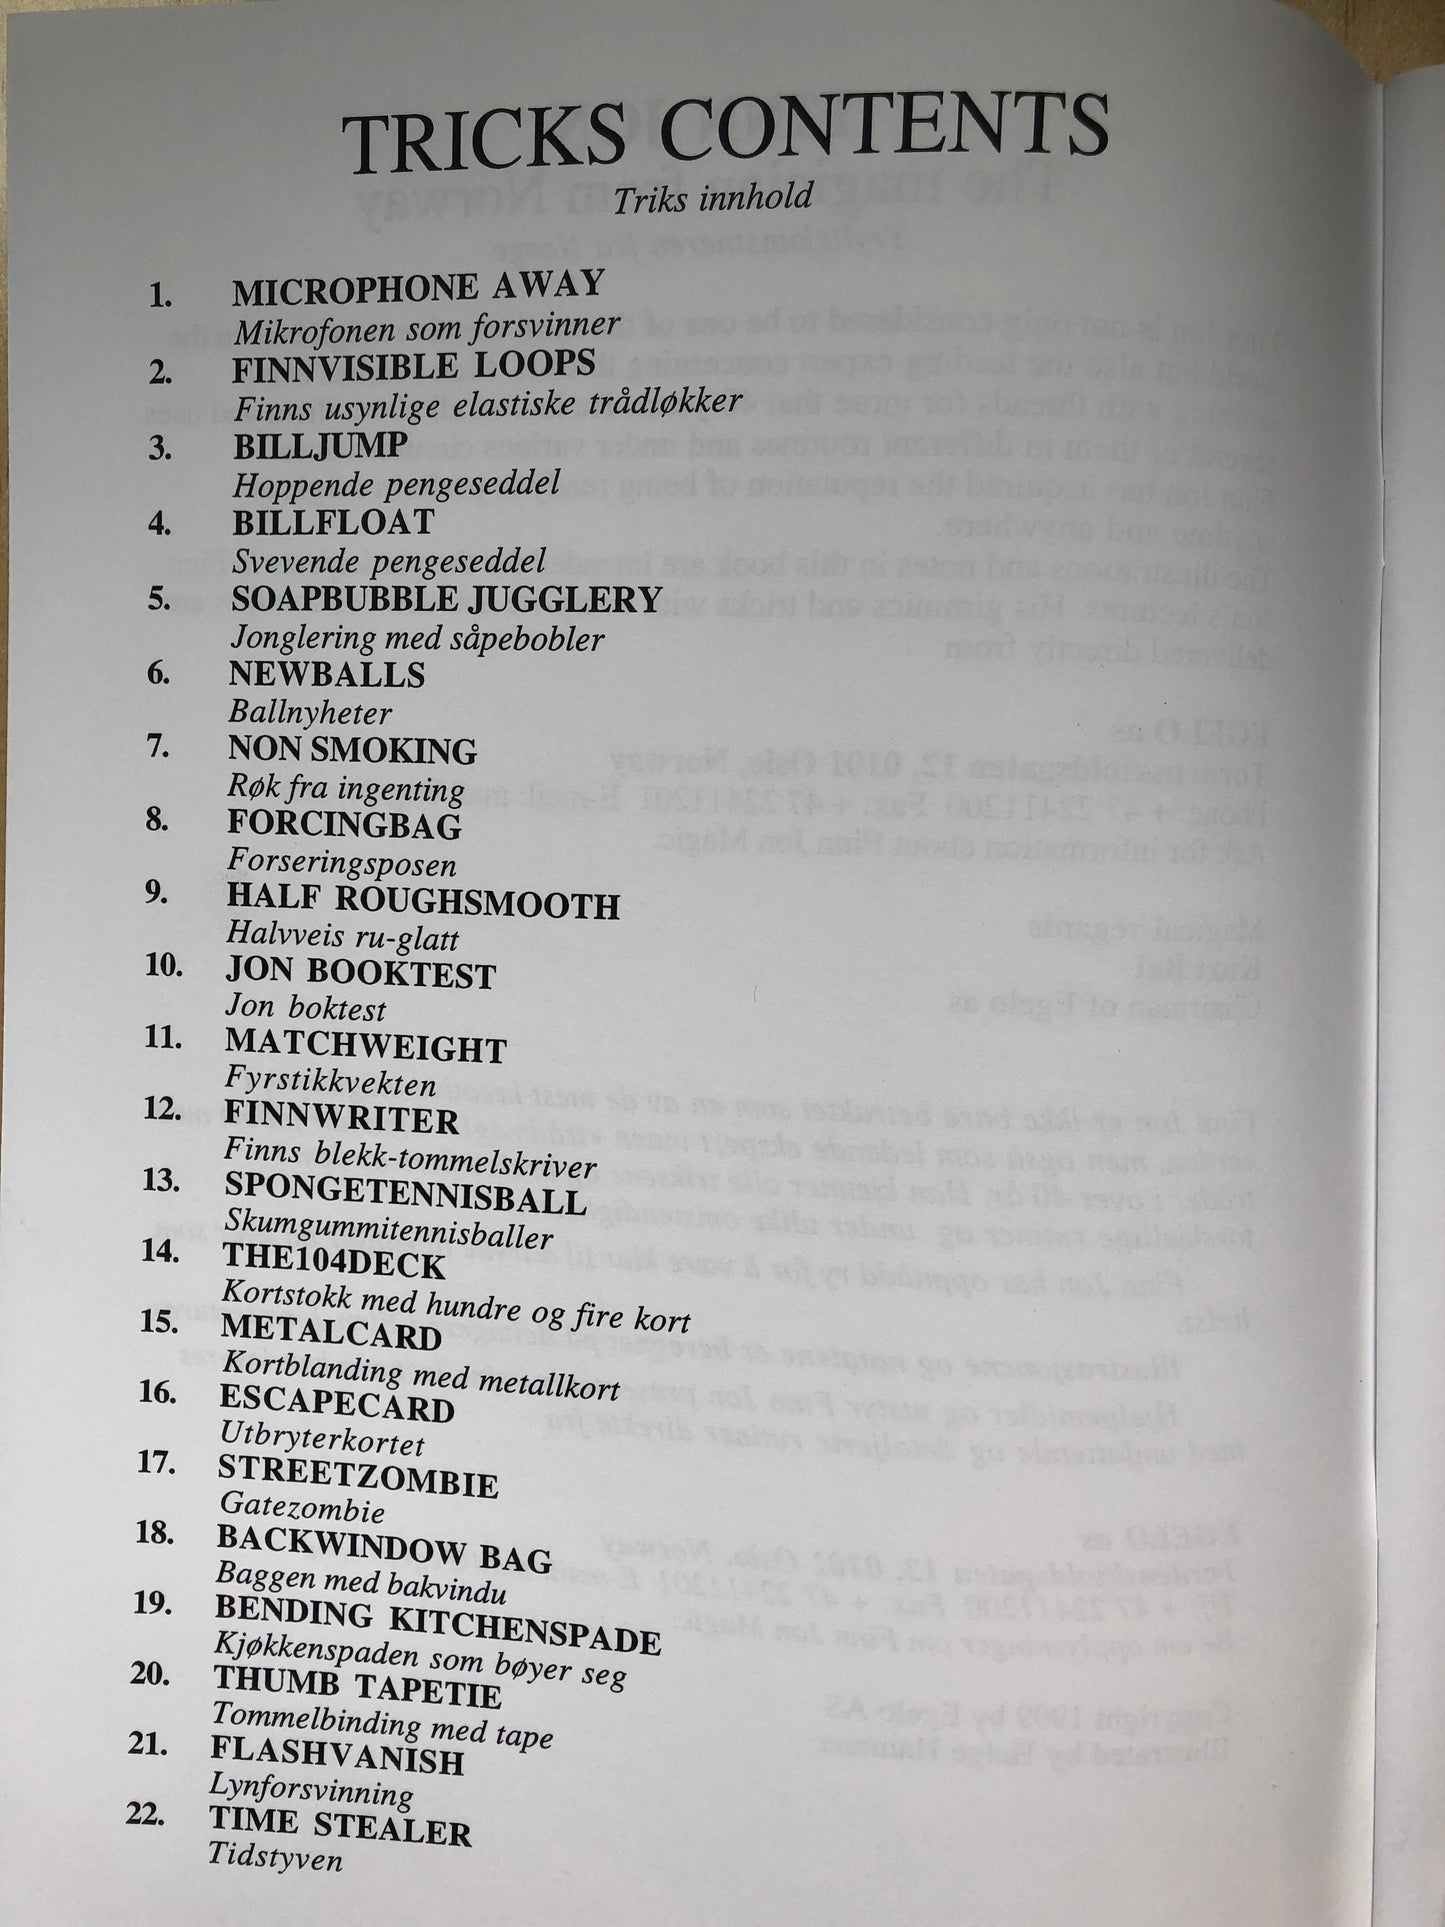 TRICKS CONTENTS
Triks innhold
1. MICROPHONE AWAY
Mikrofonen som forsvinner
2. FINNVISIBLE LOOPS
Finns usynlige elastiske trådløkker
3. BILLJUMP
Hoppende pengeseddel
4. BILLFLOAT
Svevende pengeseddel
5. SOAPBUBBLE JUGGLERY
Jonglering med såpebobler
6. NEWBALLS
Ballnyheter
7. NON SMOKING
Røk fra ingenting
8. FORCINGBAG
Forseringsposen
9. HALF ROUGHSMOOTH
Halvveis ru-glatt
10. JON BOOKTEST
Jon boktest
11. MATCHWEIGHT
Fyrstikkvekten
12. FINNWRITER
Finns blekk-tommelskriver
13. SPONGETENNISBALL
Skumgummitennisballer
14. THE104DECK
Kortstokk med hundre og fire kort
15. METALCARD
Kortblanding med metallkort
16. ESCAPECARD
Utbryterkortet
17. STREETZOMBIE
Gatezombie
18. BACKWINDOW BAG
Baggen med bakvindu
19. BENDING KITCHENSPADE
Kjøkkenspaden som bøyer seg
20. THUMB TAPETIE
Tommelbinding med tape
21. FLASHVANISH
Lynforsvinning
22. TIME STEALER
Tidstyven